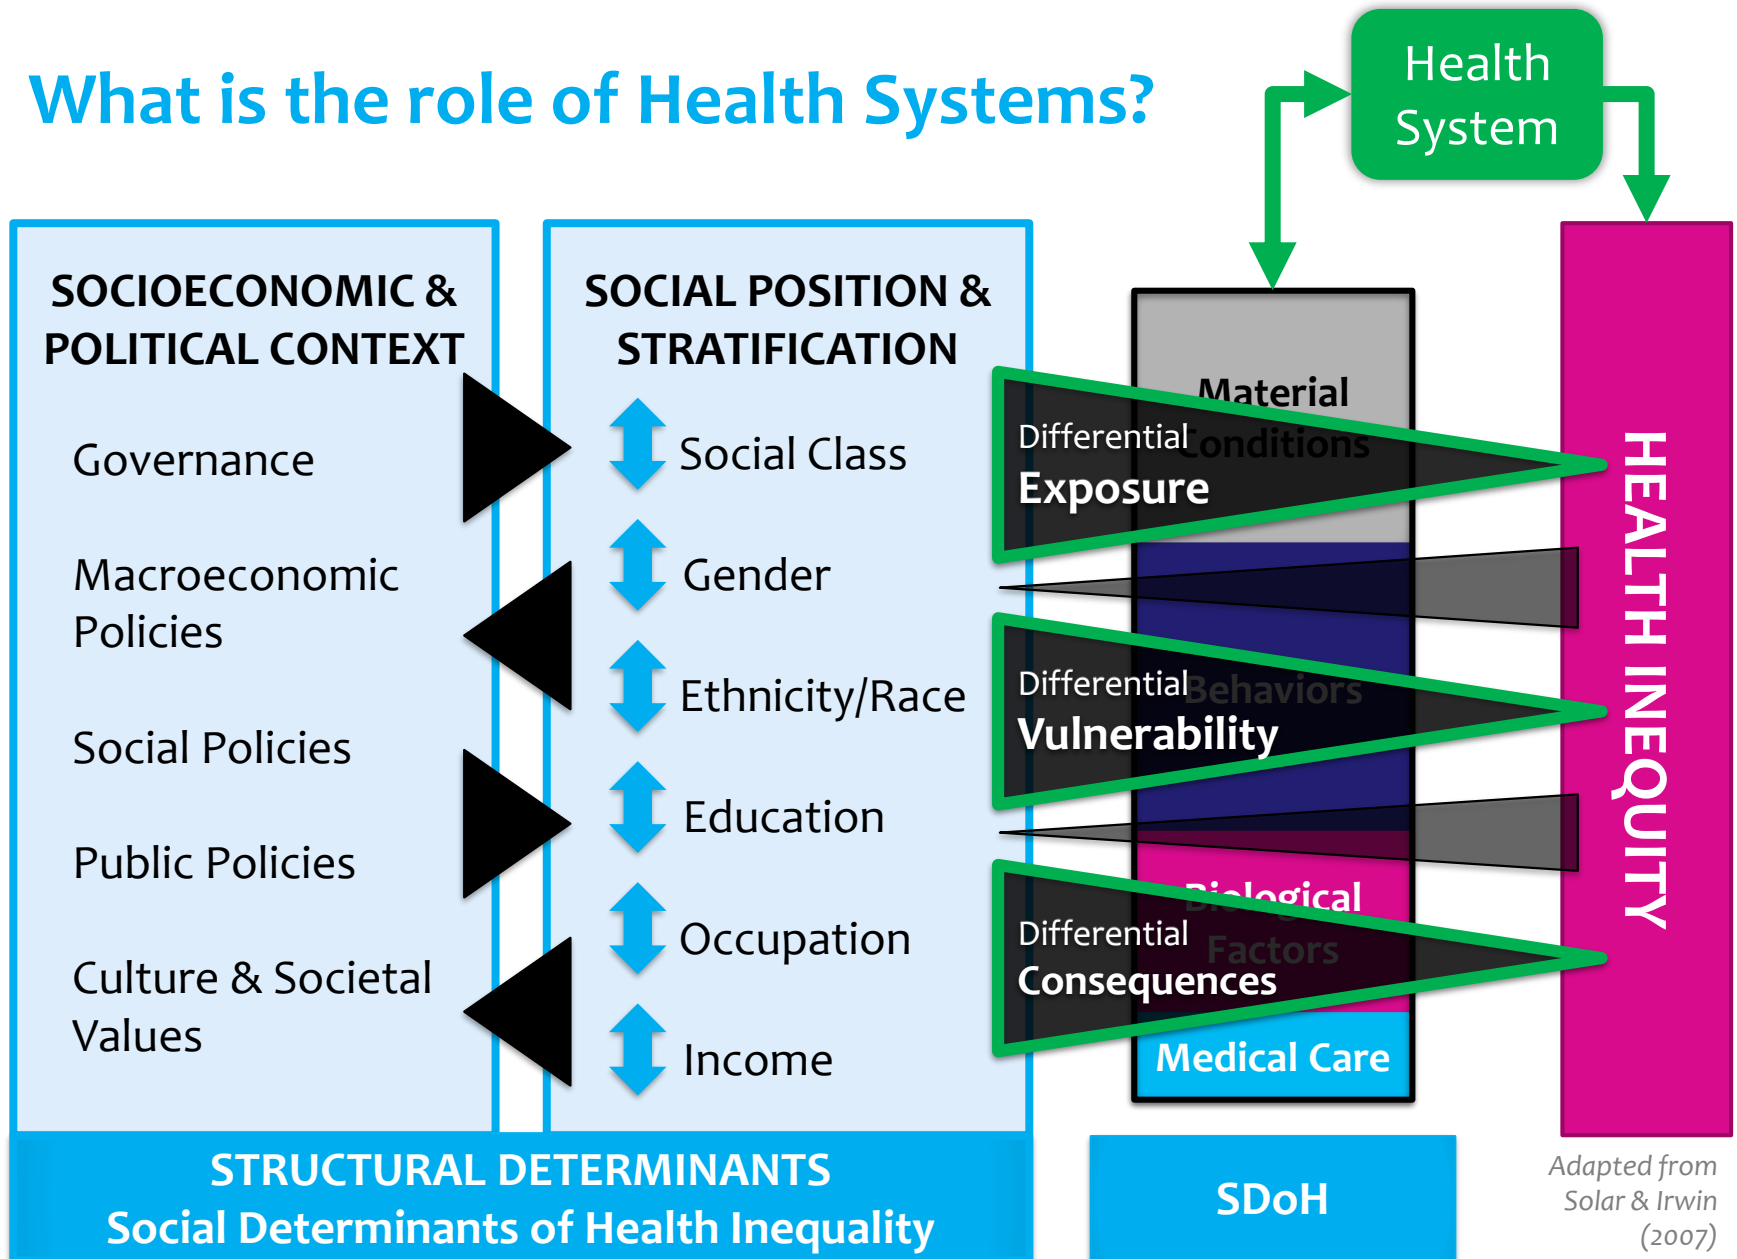 What is the role of Health Systems?
Health
System
SOCIOECONOMIC &
POLITICAL CONTEXT
Governance
Macroeconomic
Policies
Social Policies
Public Policies
Culture & Societal
Values
SOCIAL POSITION &
STRATIFICATION
Social Class
Gender
Ethnicity/Race
Education
Occupation
Income
Material
Conditions
Differential
Exposure
Behaviors
Differential
Vulnerability
Biological
Factors
Differential
Consequences
Medical Care
HEALTH INEQUITY
STRUCTURAL DETERMINANTS
Social Determinants of Health Inequality
SDoH
Adapted from
Solar & Irwin
(2007)